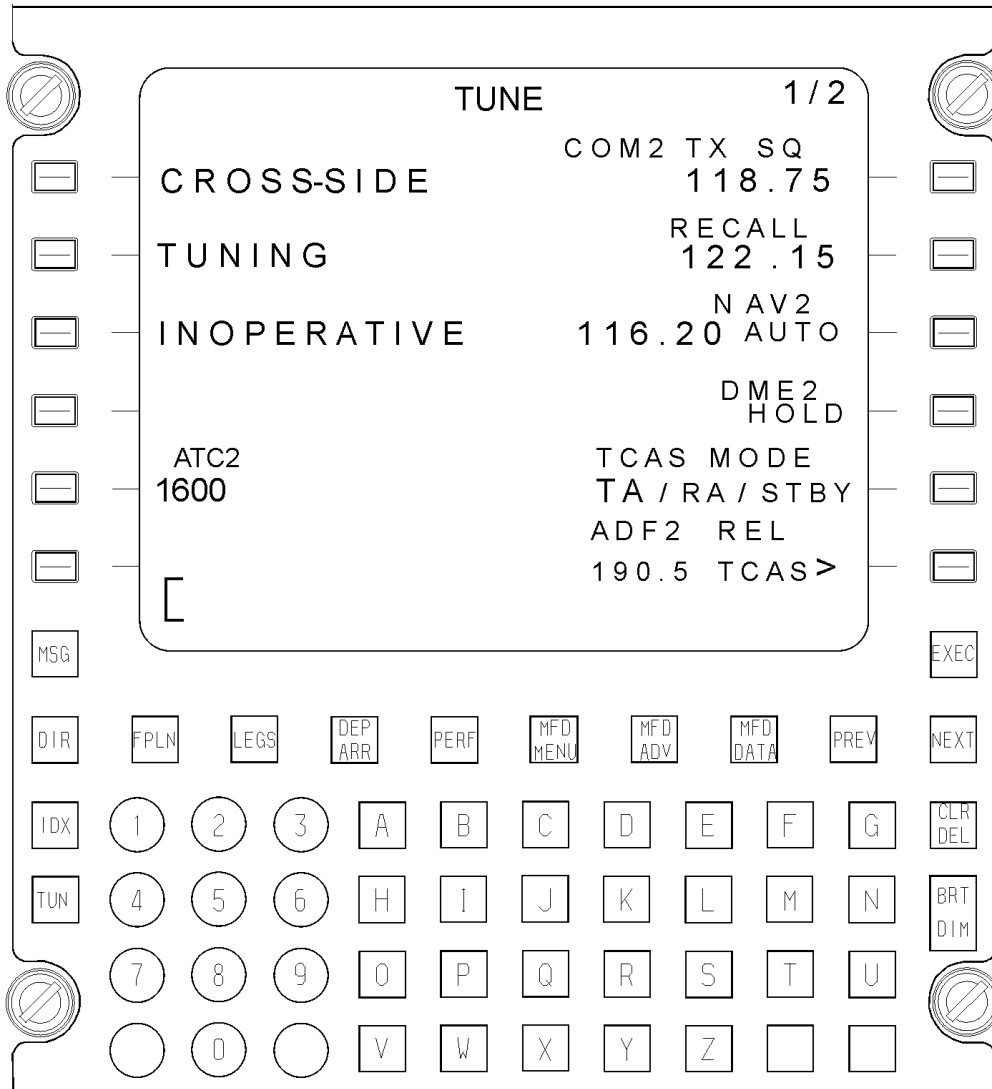 TUNE 1/2
COM2 TX SQ
CROSS-SIDE 118.75
RECALL
TUNING 122.15
NAV2
INOPERATIVE 116.20 AUTO
DME2
HOLD
ATC2 TCAS MODE
1600 TA/RA/STBY
ADF2 REL
190.5 TCAS>
[
MSG EXEC
DIR FPLN LEGS DEP ARR PERF MFD MENU MFD ADV MFD DATA PREV NEXT
IDX 1 2 3 A B C D E F G CLR DEL
TUN 4 5 6 H I J K L M N BRT DIM
7 8 9 O P Q R S T U
0 V W X Y Z